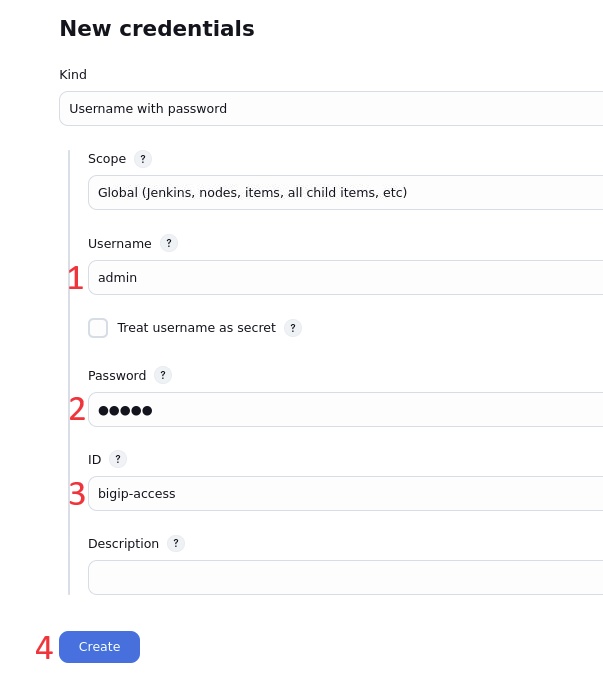 New credentials
Kind
Username with password
Scope ?
Global (Jenkins, nodes, items, all child items, etc)
Username ?
1 admin
Treat username as secret ?
Password ?
2 ●●●●●
ID ?
3 bigip-access
Description ?
4 Create